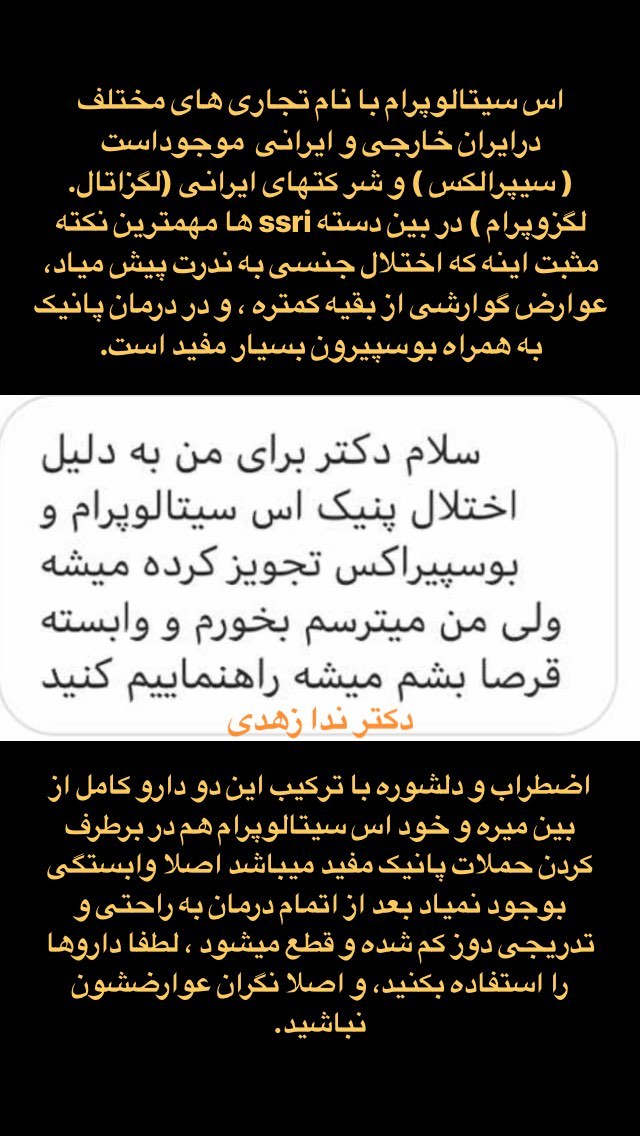 اس سیتالوپرام با نام تجاری های مختلف
درایران خارجی و ایرانی موجوداست
( سیپرالکس ) و شرکتهای ایرانی (لگزاتال.
لگزوپرام ) در بین دسته ssri ها مهمترین نکته
مثبت اینه که اختلال جنسی به ندرت پیش میاد،
عوارض گوارشی از بقیه کمتره ، و در درمان پانیک
به همراه بوسپیرون بسیار مفید است.
سلام دکتر برای من به دلیل
اختلال پنیک اس سیتالوپرام و
بوسپیراکس تجویز کرده میشه
ولی من میترسم بخورم و وابسته
قرصا بشم میشه راهنماییم کنید
دکتر ندا زهدی
اضطراب و دلشوره با ترکیب این دو دارو کامل از
بین میره و خود اس سیتالوپرام هم در برطرف
کردن حملات پانیک مفید میباشد اصلا وابستگی
بوجود نمیاد بعد از اتمام درمان به راحتی و
تدریجی دوز کم شده و قطع میشود ، لطفا داروها
را استفاده بکنید، و اصلا نگران عوارضشون
نباشید.